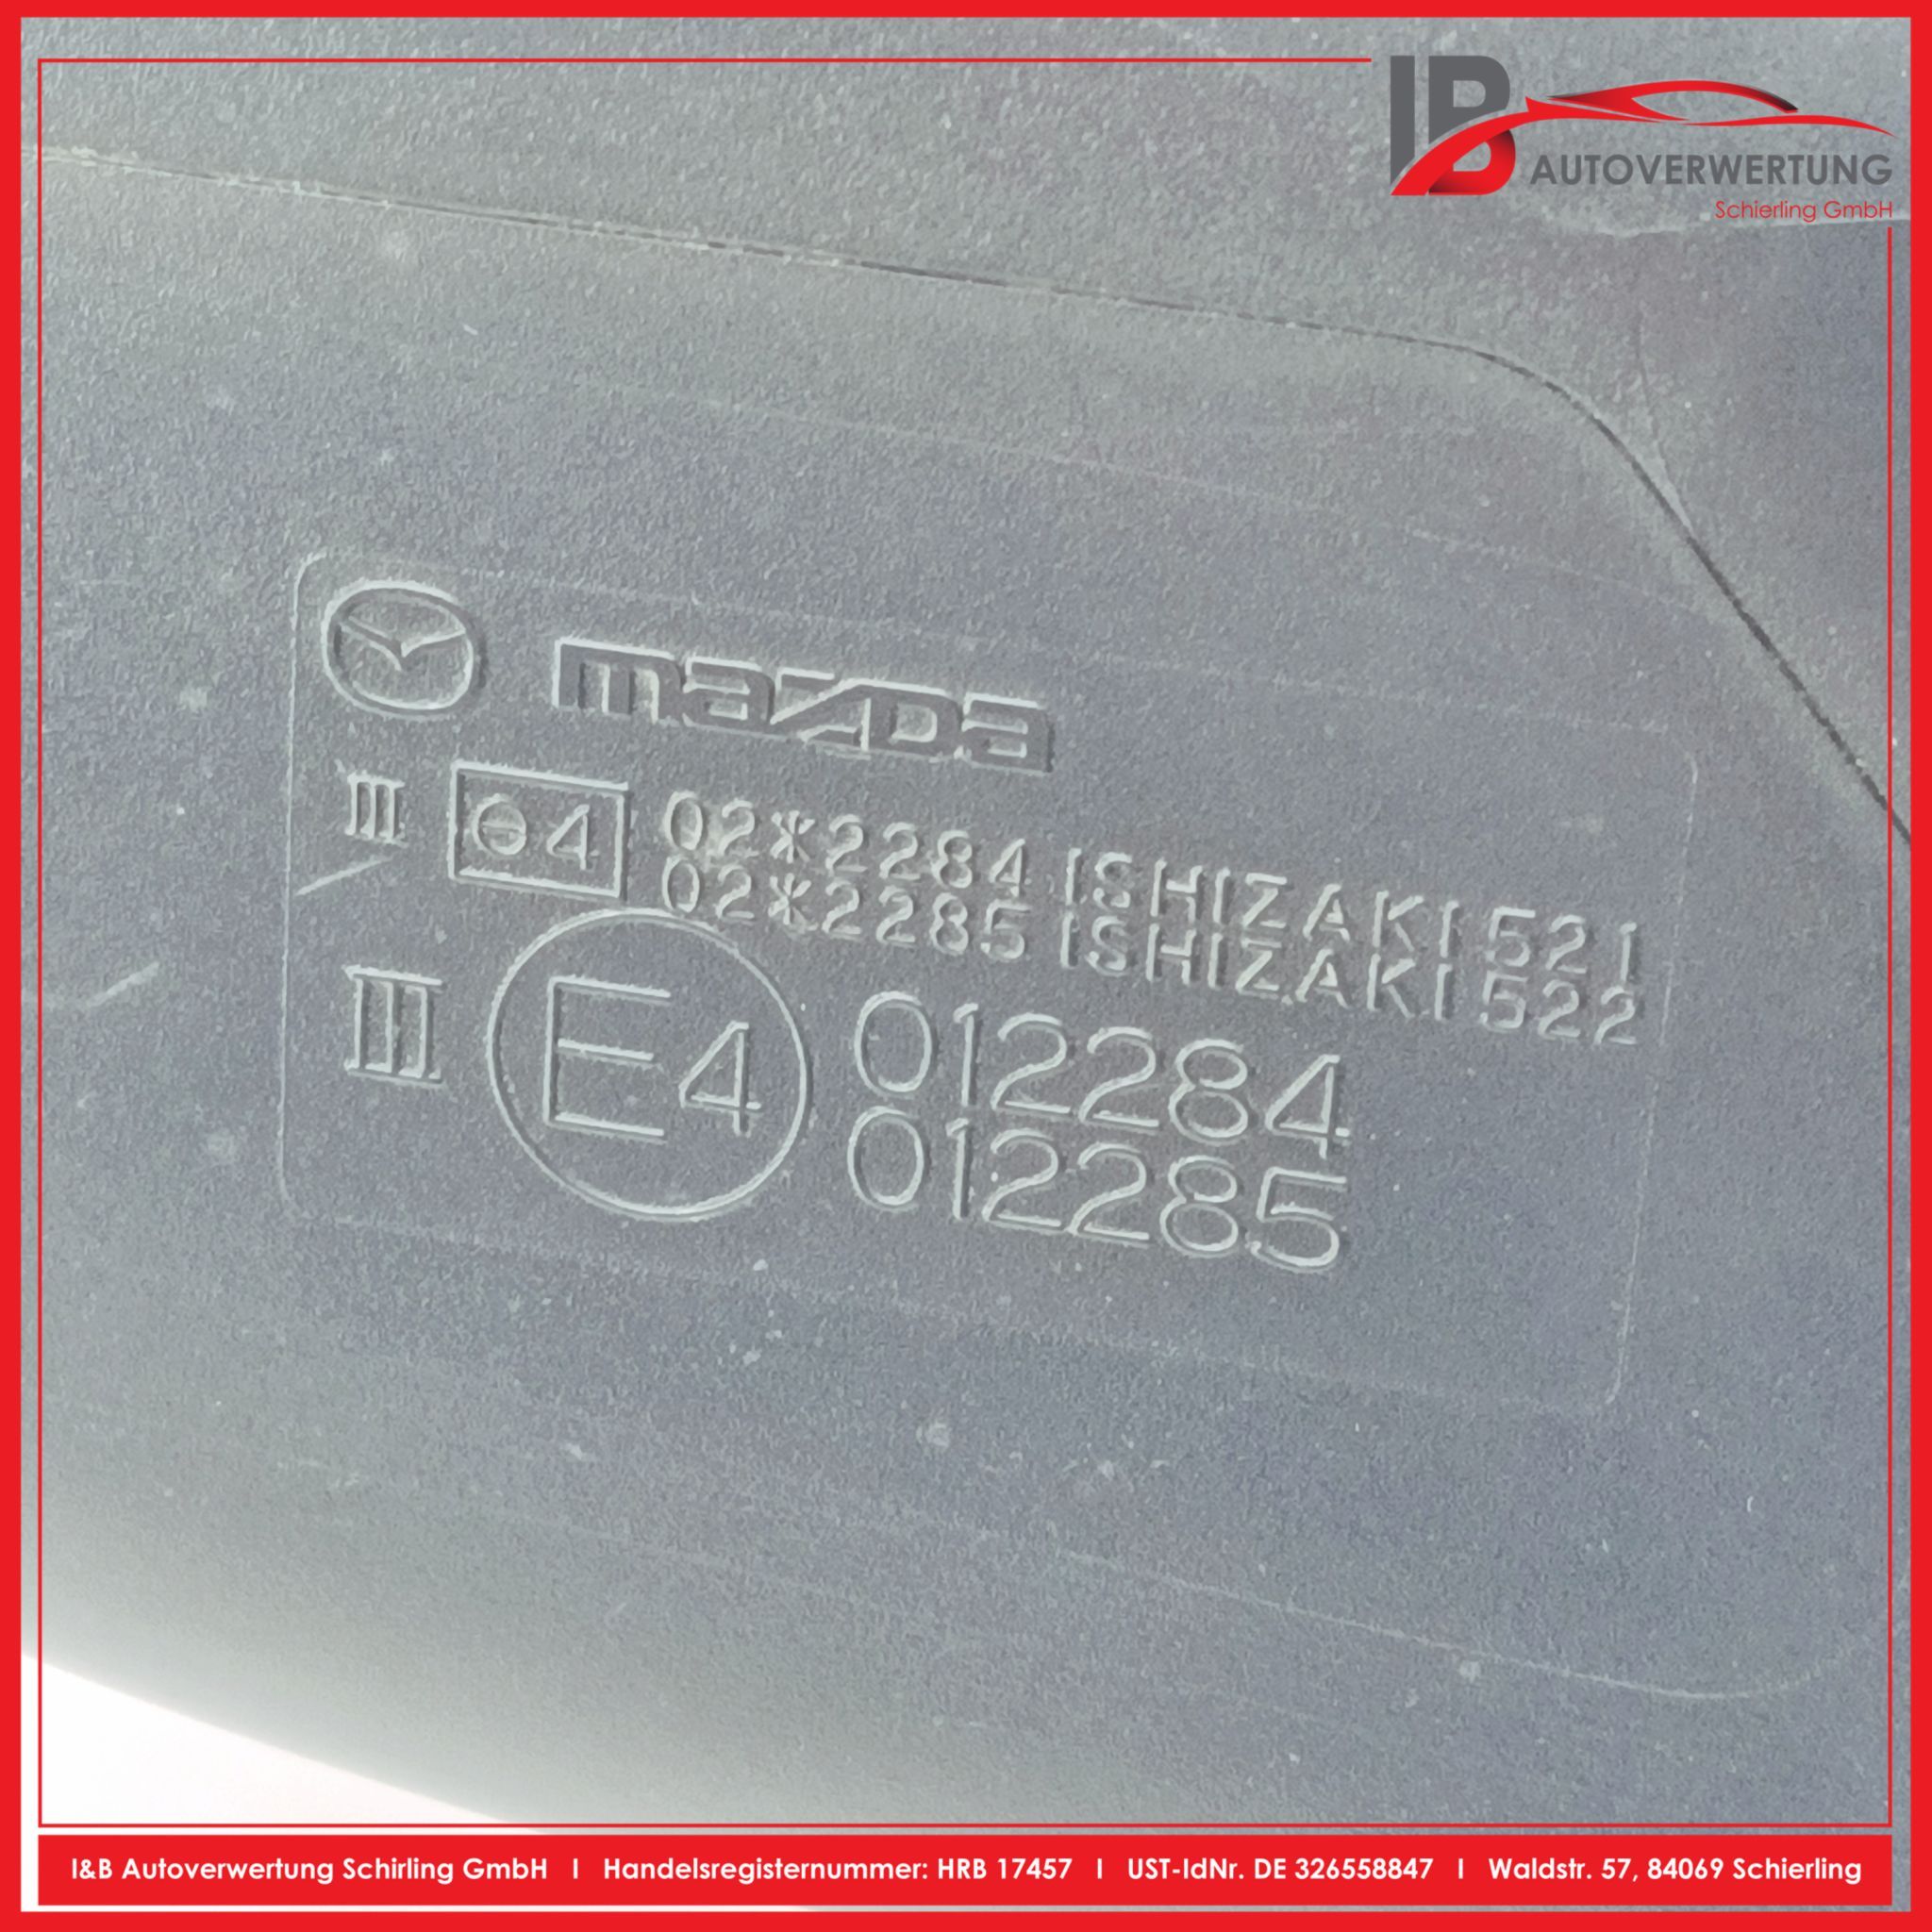 IB
AUTOVERWERTUNG
Schierling GmbH
mazda
III e4 02*2284 ISHIZAKI 521
02*2285 ISHIZAKI 522
III E4 012284
012285
I&B Autoverwertung Schirling GmbH I Handelsregisternummer: HRB 17457 I UST-IdNr. DE 326558847 I Waldstr. 57, 84069 Schierling